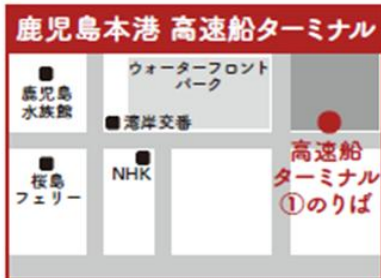 鹿児島本港 高速船ターミナル
鹿児島
水族館
ウォーターフロント
パーク
湾岸交番
桜島
フェリー
NHK
高速船
ターミナル
①のりば